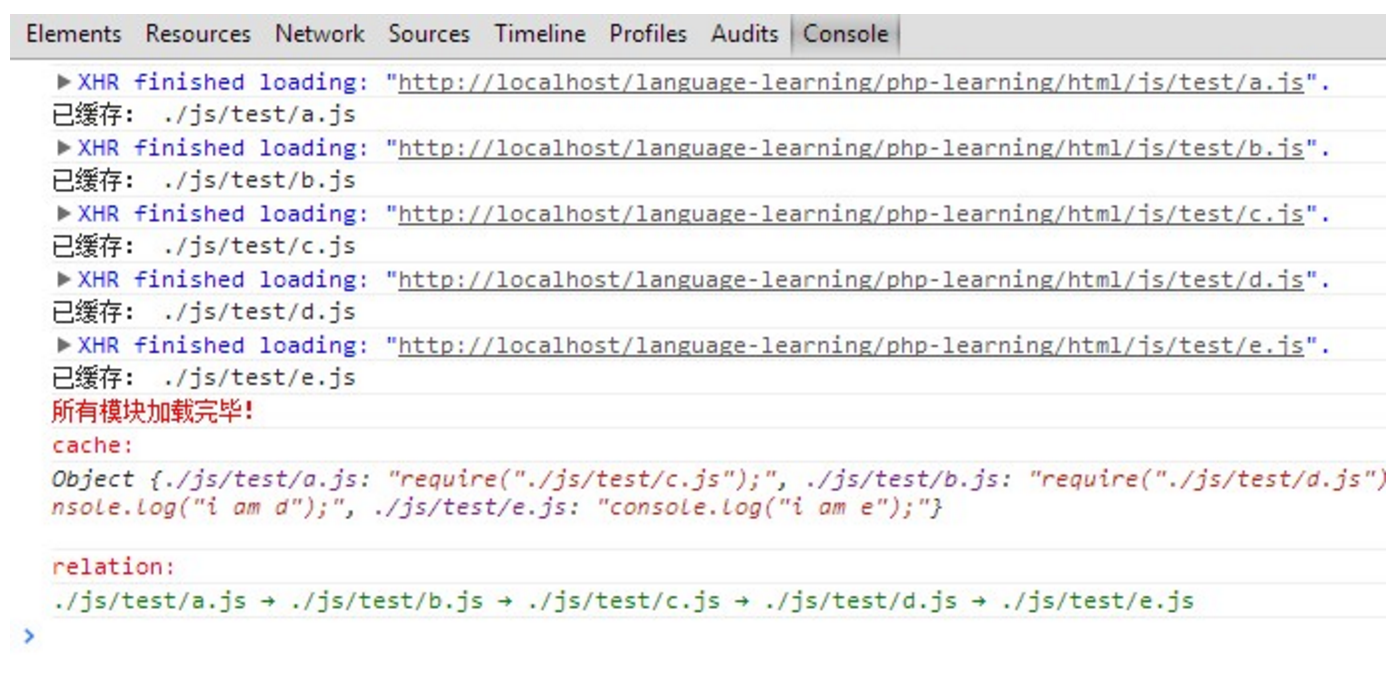 Elements Resources Network Sources Timeline Profiles Audits Console
▶XHR finished loading: "http://localhost/language-learning/php-learning/html/js/test/a.js".
已缓存: ./js/test/a.js
▶XHR finished loading: "http://localhost/language-learning/php-learning/html/js/test/b.js".
已缓存: ./js/test/b.js
▶XHR finished loading: "http://localhost/language-learning/php-learning/html/js/test/c.js".
已缓存: ./js/test/c.js
▶XHR finished loading: "http://localhost/language-learning/php-learning/html/js/test/d.js".
已缓存: ./js/test/d.js
▶XHR finished loading: "http://localhost/language-learning/php-learning/html/js/test/e.js".
已缓存: ./js/test/e.js
所有模块加载完毕!
cache:
Object {./js/test/a.js: "require("./js/test/c.js");", ./js/test/b.js: "require("./js/test/d.js")
nsole.log("i am d");", ./js/test/e.js: "console.log("i am e");"}
relation:
./js/test/a.js → ./js/test/b.js → ./js/test/c.js → ./js/test/d.js → ./js/test/e.js
>